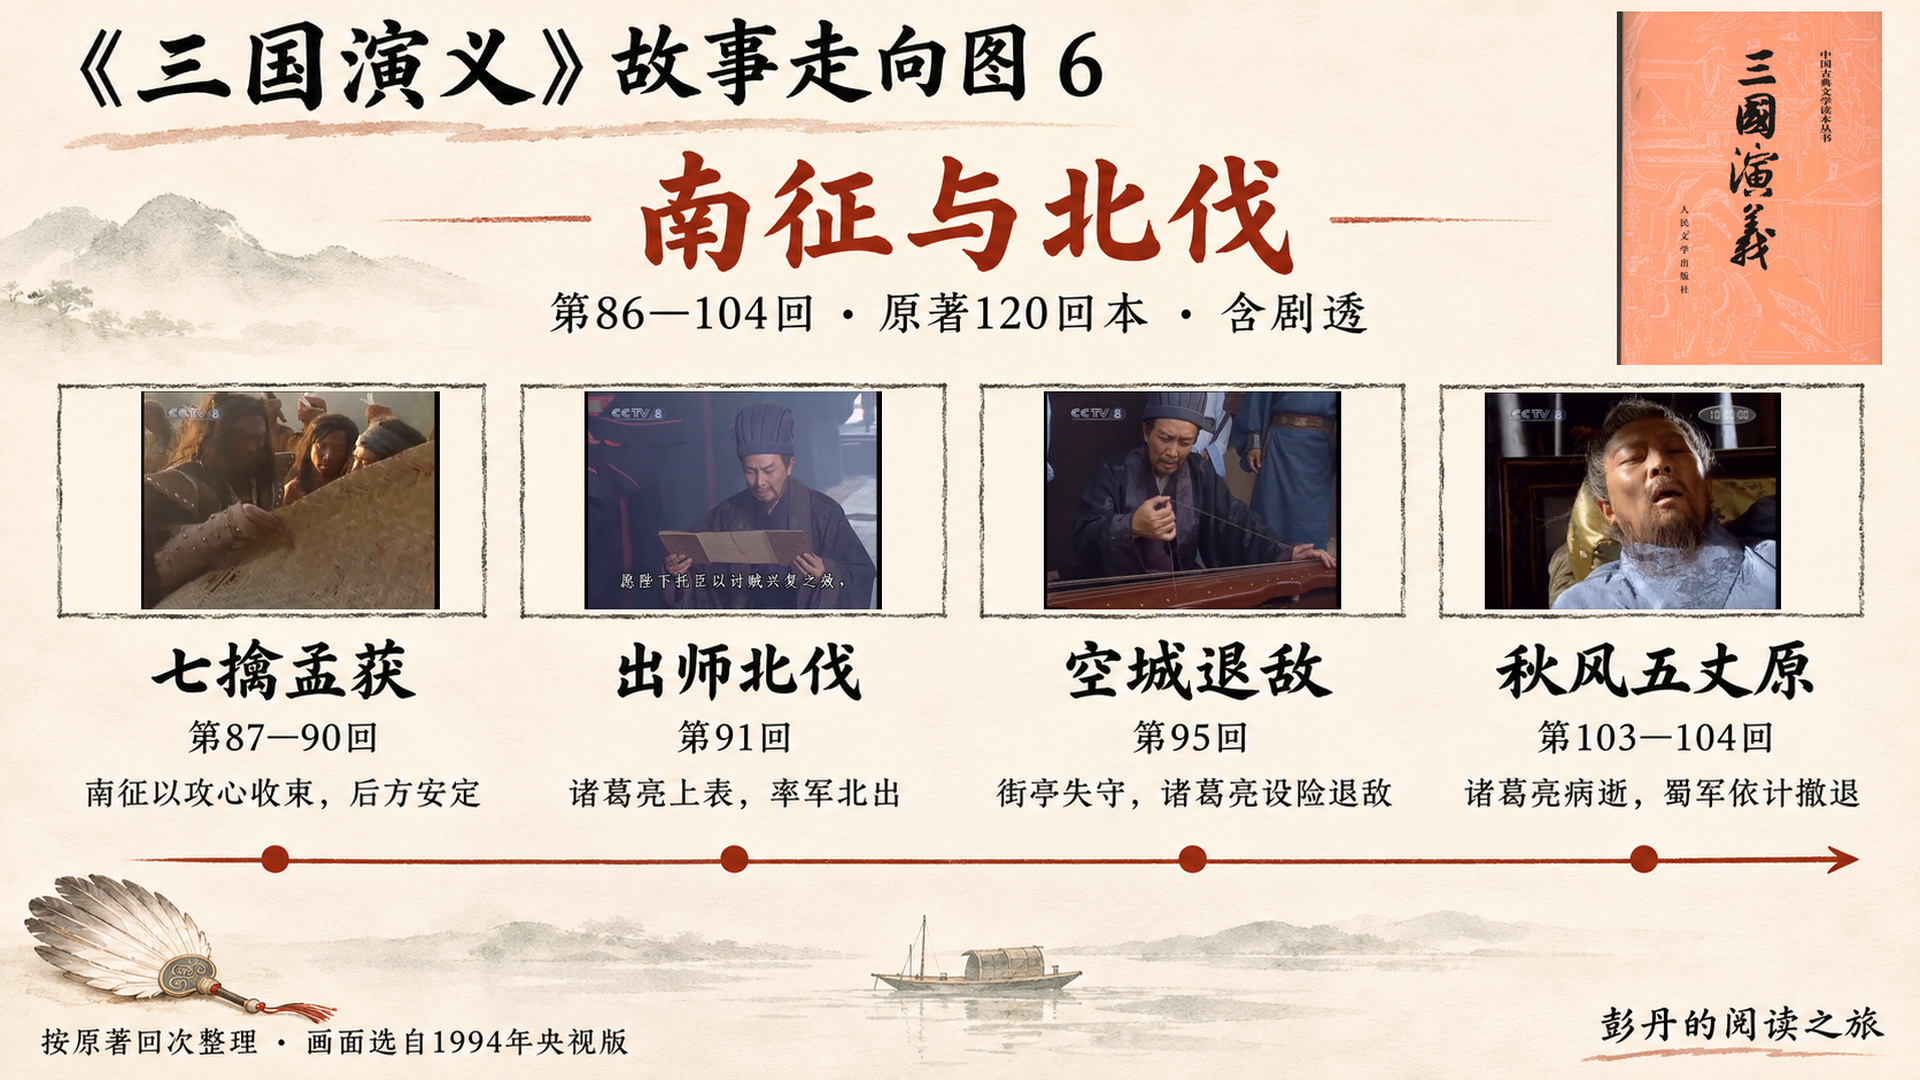 《三国演义》故事走向图 6
南征与北伐
第86—104回 · 原著120回本 · 含剧透
中国古典文学读本丛书
三國演義
人民文学出版社
CCTV 8
CCTV 8
愿陛下托臣以讨贼兴复之效，
CCTV 8
CCTV 8
10:00:00
七擒孟获
第87—90回
南征以攻心收束，后方安定
出师北伐
第91回
诸葛亮上表，率军北出
空城退敌
第95回
街亭失守，诸葛亮设险退敌
秋风五丈原
第103—104回
诸葛亮病逝，蜀军依计撤退
按原著回次整理 · 画面选自1994年央视版
彭丹的阅读之旅